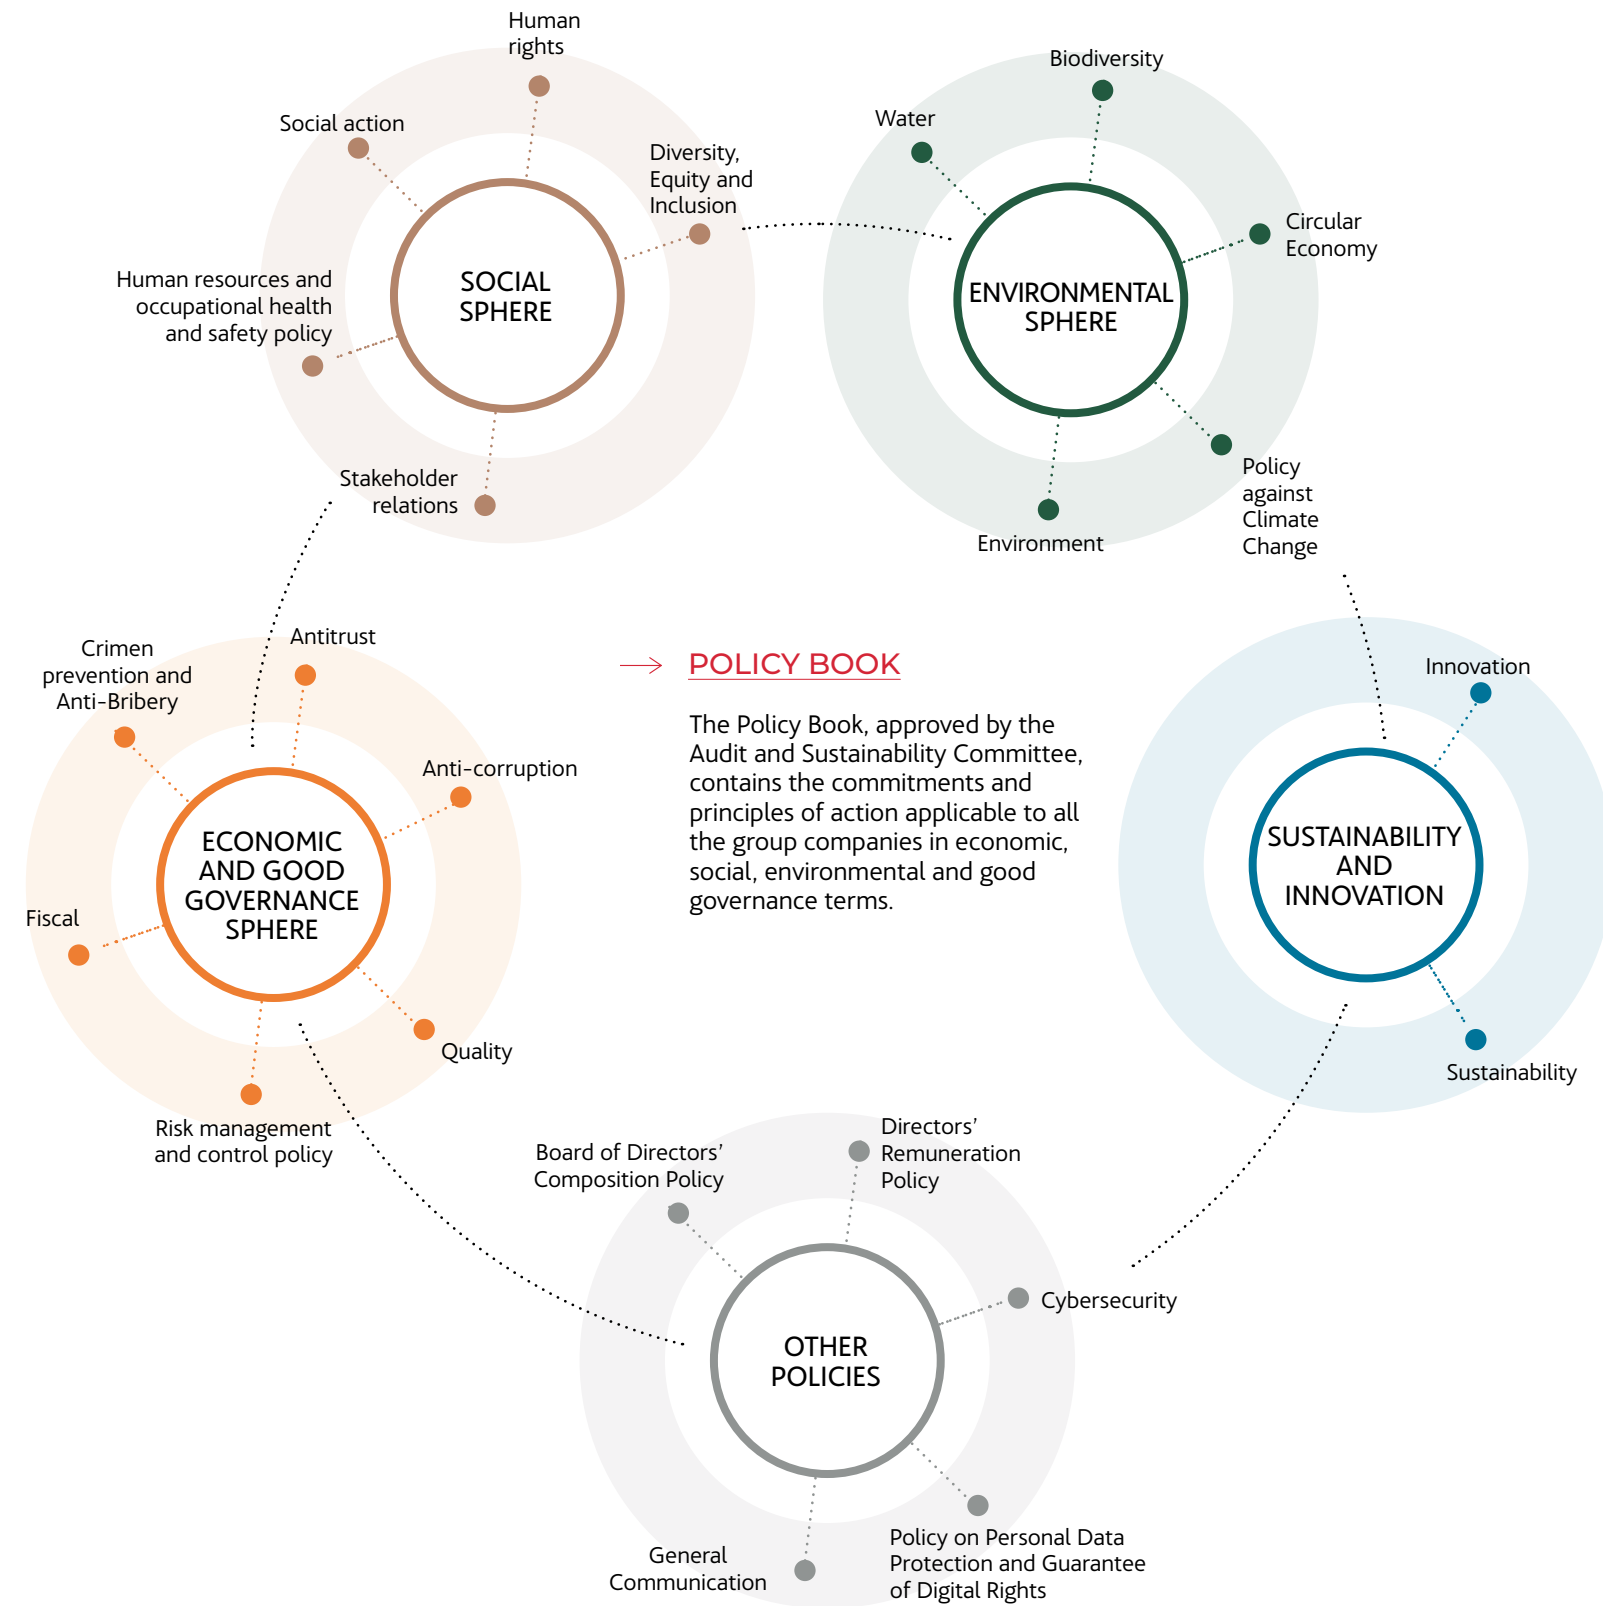 Human
rights
Social action
Diversity,
Equity and
Inclusion
Human resources and
occupational health
and safety policy
SOCIAL
SPHERE
Stakeholder
relations
Biodiversity
Water
Circular
Economy
ENVIRONMENTAL
SPHERE
Policy
against
Climate
Change
Environment
Crimen
prevention and
Anti-Bribery
Antitrust
Anti-corruption
ECONOMIC
AND GOOD
GOVERNANCE
SPHERE
Fiscal
Quality
Risk management
and control policy
POLICY BOOK
The Policy Book, approved by the
Audit and Sustainability Committee,
contains the commitments and
principles of action applicable to all
the group companies in economic,
social, environmental and good
governance terms.
Innovation
SUSTAINABILITY
AND
INNOVATION
Sustainability
Board of Directors’
Composition Policy
Directors’
Remuneration
Policy
Cybersecurity
OTHER
POLICIES
General
Communication
Policy on Personal Data
Protection and Guarantee
of Digital Rights